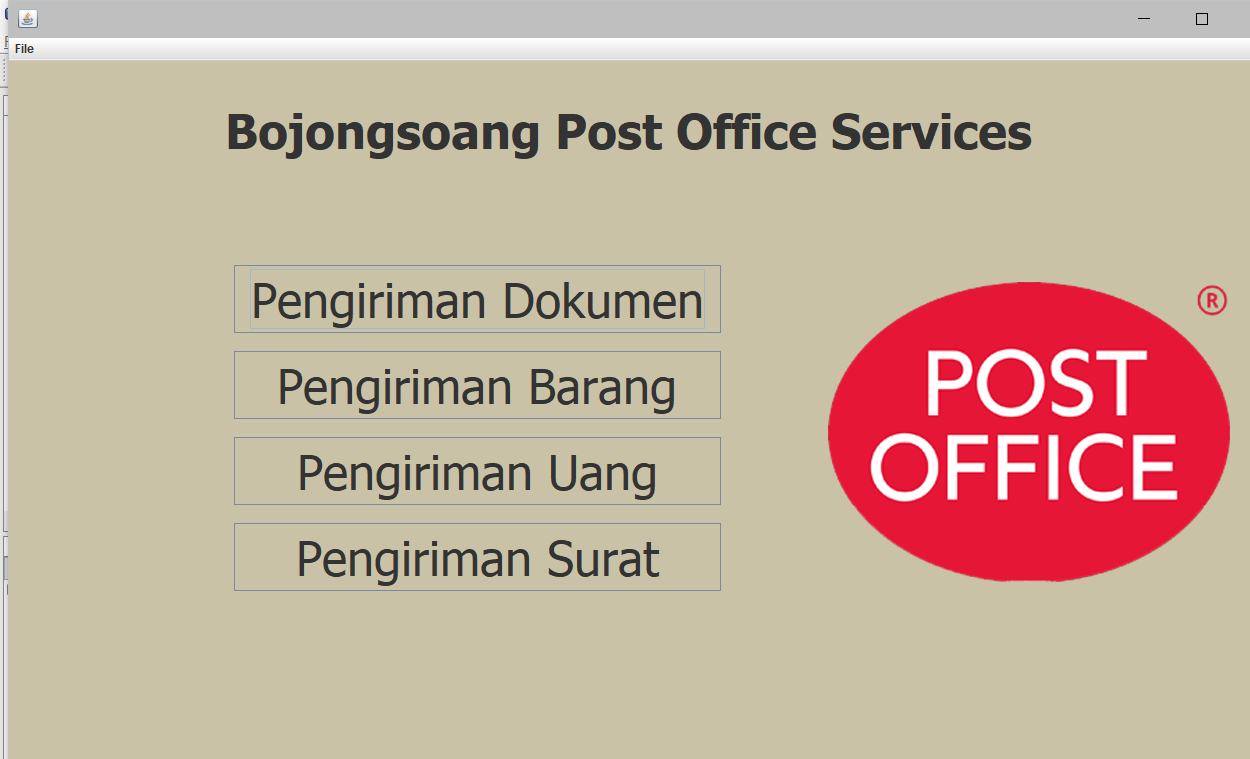 File
Bojongsoang Post Office Services
Pengiriman Dokumen
Pengiriman Barang
Pengiriman Uang
Pengiriman Surat
®
POST
OFFICE